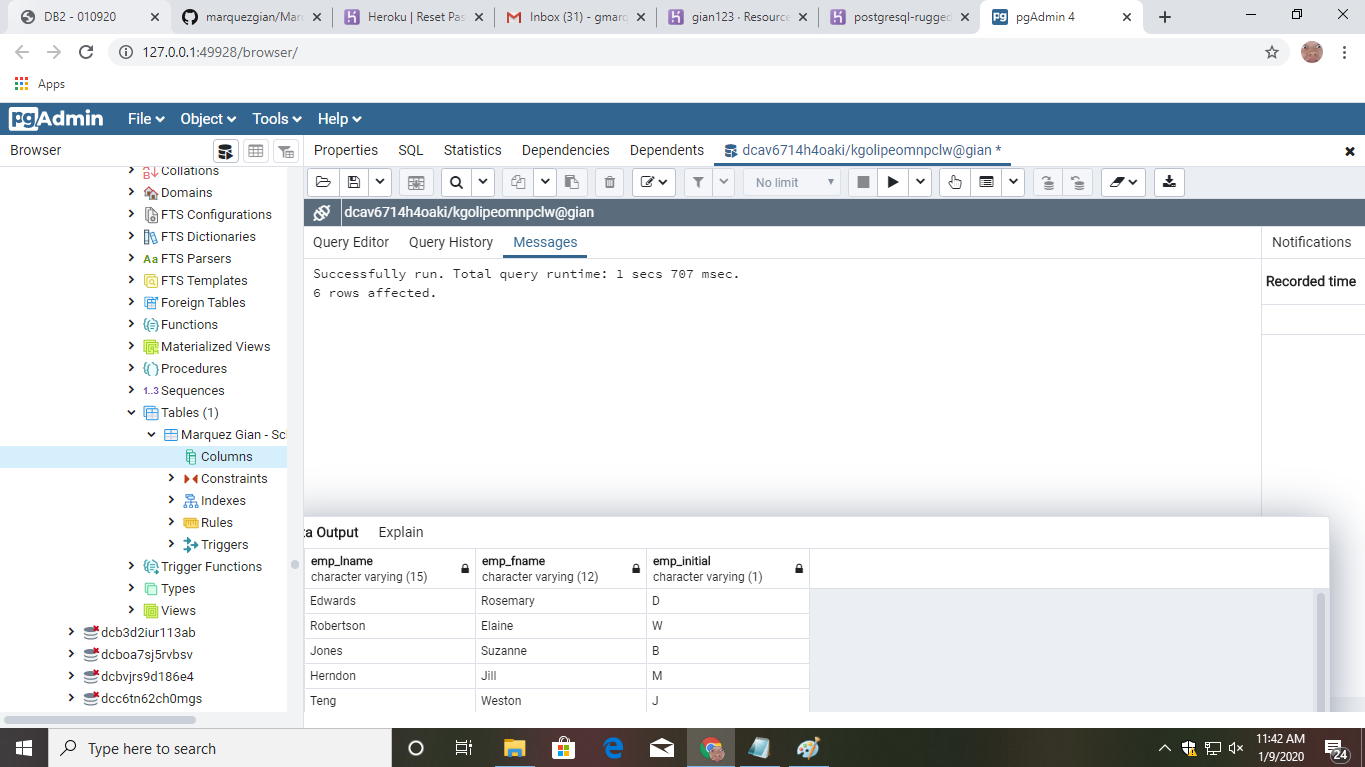 DB2 - 010920
marquezgian/Mar
Heroku | Reset Pas
Inbox (31) - gmarq
gian123 · Resource
postgresql-rugged
pgAdmin 4
127.0.0.1:49928/browser/
Apps
pgAdmin
File
Object
Tools
Help
Browser
Properties
SQL
Statistics
Dependencies
Dependents
dcav6714h4oaki/kgolipeomnpclw@gian *
Collations
Domains
FTS Configurations
FTS Dictionaries
Aa FTS Parsers
FTS Templates
Foreign Tables
Functions
Materialized Views
Procedures
1..3 Sequences
Tables (1)
Marquez Gian - Sc
Columns
Constraints
Indexes
Rules
Triggers
Trigger Functions
Types
Views
dcb3d2iur113ab
dcboa7sj5rvbsv
dcbvjrs9d186e4
dcc6tn62ch0mgs
No limit
dcav6714h4oaki/kgolipeomnpclw@gian
Query Editor
Query History
Messages
Notifications
Successfully run. Total query runtime: 1 secs 707 msec.
6 rows affected.
Recorded time
ta Output
Explain
emp_lname
character varying (15)
emp_fname
character varying (12)
emp_initial
character varying (1)
Edwards Rosemary D
Robertson Elaine W
Jones Suzanne B
Herndon Jill M
Teng Weston J
Type here to search
11:42 AM
1/9/2020
24